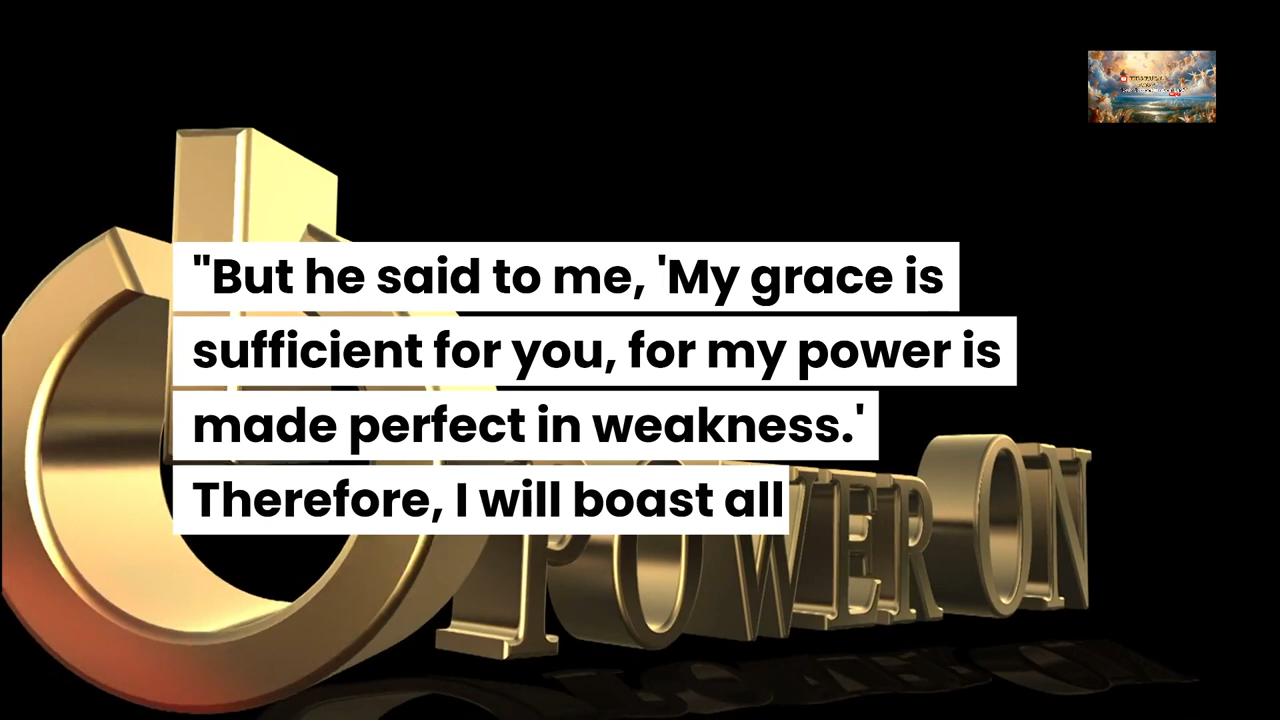 "But he said to me, 'My grace is
sufficient for you, for my power is
made perfect in weakness.'
Therefore, I will boast all
POWER ON